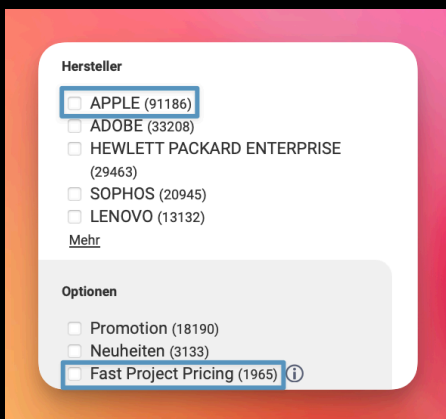 Hersteller
APPLE (91186)
ADOBE (33208)
HEWLETT PACKARD ENTERPRISE
(29463)
SOPHOS (20945)
LENOVO (13132)
Mehr
Optionen
Promotion (18190)
Neuheiten (3133)
Fast Project Pricing (1965)